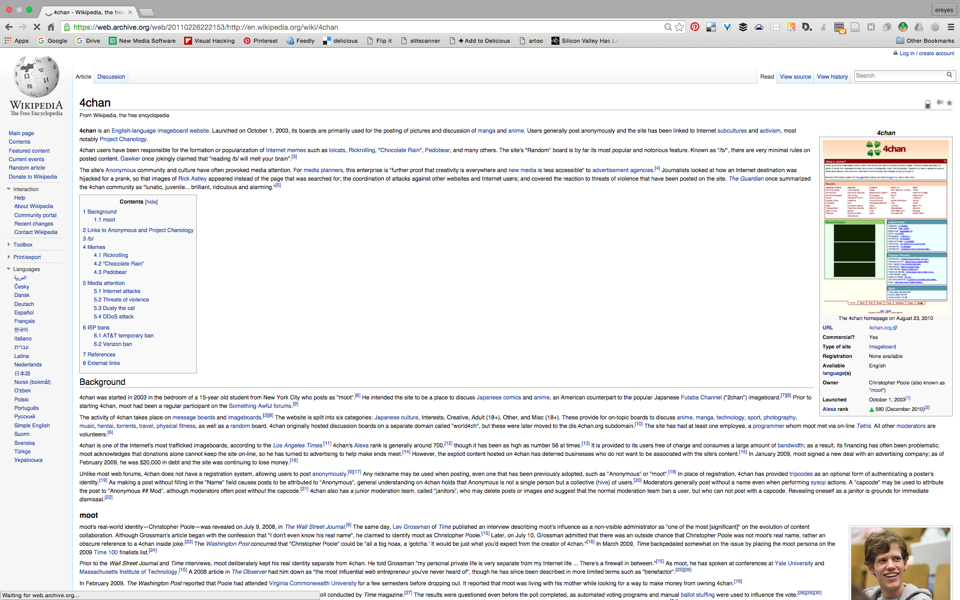 4chan - Wikipedia, the free
ereyes
https://web.archive.org/web/20110226222153/http://en.wikipedia.org/wiki/4chan
Apps
Google
Drive
New Media Software
Visual Hacking
Pinterest
Feedly
delicious
Flip it
slitscanner
+ Add to Delicious
artoo
Silicon Valley Has La
Other Bookmarks
Log in / create account
Article
Discussion
Read
View source
View history
Search
WIKIPEDIA
The Free Encyclopedia
Main page
Contents
Featured content
Current events
Random article
Donate to Wikipedia
Interaction
Help
About Wikipedia
Community portal
Recent changes
Contact Wikipedia
Toolbox
Print/export
Languages
العربية
Česky
Dansk
Deutsch
Español
Français
한국어
Italiano
עברית
Latina
Nederlands
日本語
Norsk (bokmål)
O'zbek
Polski
Português
Русский
Simple English
Suomi
Svenska
Türkçe
Українська
4chan
From Wikipedia, the free encyclopedia
4chan is an English-language imageboard website. Launched on October 1, 2003, its boards are primarily used for the posting of pictures and discussion of manga and anime. Users generally post anonymously and the site has been linked to Internet subcultures and activism, most
notably Project Chanology.
4chan users have been responsible for the formation or popularization of Internet memes such as lolcats, Rickrolling, "Chocolate Rain", Pedobear, and many others. The site's "Random" board is by far its most popular and notorious feature. Known as "/b/", there are very minimal rules on
posted content. Gawker once jokingly claimed that "reading /b/ will melt your brain".[3]
The site's Anonymous community and culture have often provoked media attention. For media planners, this enterprise is "further proof that creativity is everywhere and new media is less accessible" to advertisement agencies.[4] Journalists looked at how an Internet destination was
hijacked for a prank, so that images of Rick Astley appeared instead of the page that was searched for; the coordination of attacks against other websites and Internet users; and covered the reaction to threats of violence that have been posted on the site. The Guardian once summarized
the 4chan community as "lunatic, juvenile... brilliant, ridiculous and alarming."[5]
Contents [hide]
1 Background
1.1 moot
2 Links to Anonymous and Project Chanology
3 /b/
4 Memes
4.1 Rickrolling
4.2 "Chocolate Rain"
4.3 Pedobear
5 Media attention
5.1 Internet attacks
5.2 Threats of violence
5.3 Dusty the cat
5.4 DDoS attack
6 ISP bans
6.1 AT&T temporary ban
6.2 Verizon ban
7 References
8 External links
4chan
4chan
The 4chan homepage on August 23, 2010
URL 4chan.org
Commercial? Yes
Type of site Imageboard
Registration None available
Available language(s) English
Owner Christopher Poole (also known as "moot")
Launched October 1, 2003[1]
Alexa rank 580 (December 2010)[2]
Background
4chan was started in 2003 in the bedroom of a 15-year-old student from New York City who posts as "moot".[6] He intended the site to be a place to discuss Japanese comics and anime, an American counterpart to the popular Japanese Futaba Channel ("2chan") imageboard.[7][8] Prior to
starting 4chan, moot had been a regular participant on the Something Awful forums.[9]
The activity of 4chan takes place on message boards and imageboards.[3][8] The website is split into six categories: Japanese culture, Interests, Creative, Adult (18+), Other, and Misc (18+). These provide for on-topic boards to discuss anime, manga, technology, sport, photography,
music, hentai, torrents, travel, physical fitness, as well as a random board. 4chan originally hosted discussion boards on a separate domain called "world4ch", but these were later moved to the dis.4chan.org subdomain.[10] The site has had at least one employee, a programmer whom moot met via on-line Tetris. All other moderators are
volunteers.[6]
4chan is one of the Internet's most trafficked imageboards, according to the Los Angeles Times.[11] 4chan's Alexa rank is generally around 700,[12] though it has been as high as number 56 at times.[13] It is provided to its users free of charge and consumes a large amount of bandwidth; as a result, its financing has often been problematic.
moot acknowledges that donations alone cannot keep the site on-line, so he has turned to advertising to help make ends meet.[14] However, the explicit content hosted on 4chan has deterred businesses who do not want to be associated with the site's content.[15] In January 2009, moot signed a new deal with an advertising company; as of
February 2009, he was $20,000 in debt and the site was continuing to lose money.[16]
Unlike most web forums, 4chan does not have a registration system, allowing users to post anonymously.[9][17] Any nickname may be used when posting, even one that has been previously adopted, such as "Anonymous" or "moot".[18] In place of registration, 4chan has provided tripcodes as an optional form of authenticating a poster's
identity.[19] As making a post without filling in the "Name" field causes posts to be attributed to "Anonymous", general understanding on 4chan holds that Anonymous is not a single person but a collective (hive) of users.[20] Moderators generally post without a name even when performing sysop actions. A "capcode" may be used to attribute
the post to "Anonymous ## Mod", although moderators often post without the capcode.[21] 4chan also has a junior moderation team, called "janitors", who may delete posts or images and suggest that the normal moderation team ban a user, but who can not post with a capcode. Revealing oneself as a janitor is grounds for immediate
dismissal.[22]
moot
moot's real-world identity—Christopher Poole—was revealed on July 9, 2008, in The Wall Street Journal.[6] The same day, Lev Grossman of Time published an interview describing moot's influence as a non-visible administrator as "one of the most [significant]" on the evolution of content
collaboration. Although Grossman's article began with the confession that "I don't even know his real name", he claimed to identify moot as Christopher Poole.[15] Later, on July 10, Grossman admitted that there was an outside chance that Christopher Poole was not moot's real name, rather an
obscure reference to a 4chan inside joke.[23] The Washington Post concurred that "Christopher Poole" could be "all a big hoax, a 'gotcha.' It would be just what you'd expect from the creator of 4chan."[16] In March 2009, Time backpedaled somewhat on the issue by placing the moot persona on the
2009 Time 100 finalists list.[24]
Prior to the Wall Street Journal and Time interviews, moot deliberately kept his real identity separate from 4chan. He told Grossman "my personal private life is very separate from my Internet life ... There's a firewall in between."[15] As moot, he has spoken at conferences at Yale University and
Massachusetts Institute of Technology.[15] A 2008 article in The Observer had him down as "the most influential web entrepreneur you've never heard of", though he has since been described in more limited terms such as "benefactor".[25][26]
In February 2009, The Washington Post reported that Poole had attended Virginia Commonwealth University for a few semesters before dropping out. It reported that moot was living with his mother while looking for a way to make money from owning 4chan.[16]
poll conducted by Time magazine.[27] The results were questioned even before the poll completed, as automated voting programs and manual ballot stuffing were used to influence the vote.[28][29][30]
Waiting for web.archive.org...